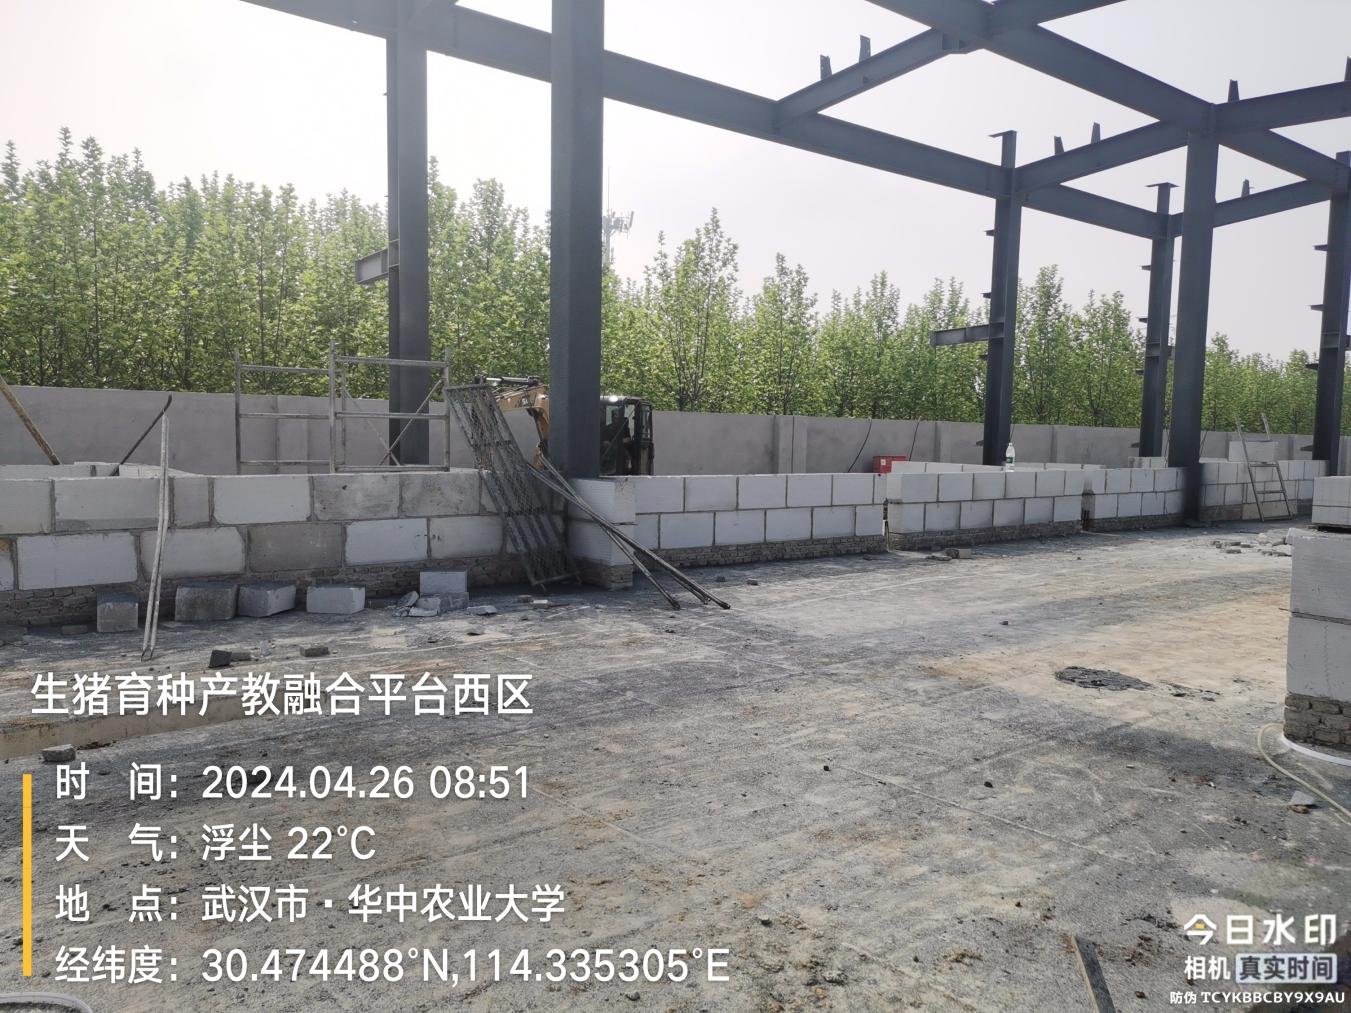 生猪育种产教融合平台西区
时 间：2024.04.26 08:51
天 气：浮尘 22°C
地 点：武汉市·华中农业大学
经纬度：30.474488°N,114.335305°E
今日水印
相机 真实时间
防伪 TCYKBBCBY9X9AU